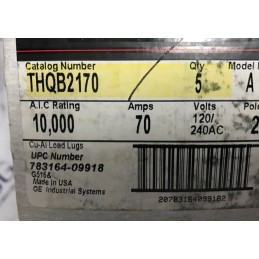 Catalog Number Qty Model
THQB2170 5 A
A.I.C Rating Amps Volts Pole
10,000 70 120/ 2
240AC
Cu-Al Load Lugs
UPC Number
783164-09918
Made in USA
GE Industrial Systems
20783164099182